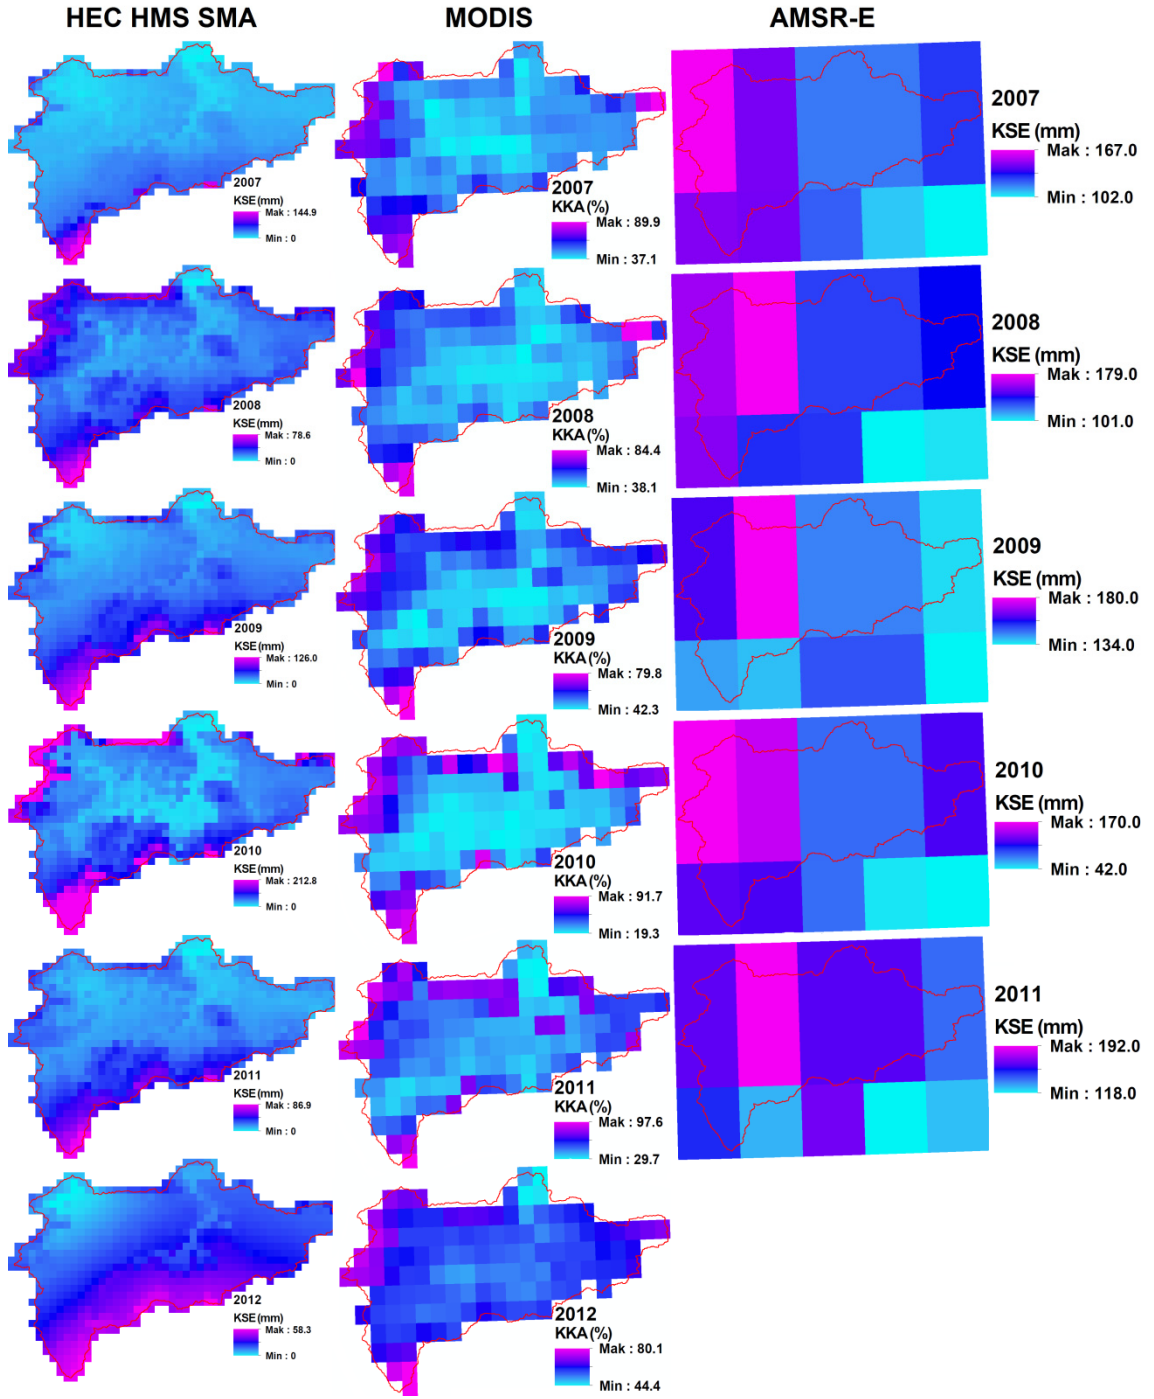 HEC HMS SMA
MODIS
AMSR-E
2007
KSE (mm)
Mak : 144.9
Min : 0
2007
KKA (%)
Mak : 89.9
Min : 37.1
2007
KSE (mm)
Mak : 167.0
Min : 102.0
2008
KSE (mm)
Mak : 78.6
Min : 0
2008
KKA (%)
Mak : 84.4
Min : 38.1
2008
KSE (mm)
Mak : 179.0
Min : 101.0
2009
KSE (mm)
Mak : 126.0
Min : 0
2009
KKA (%)
Mak : 79.8
Min : 42.3
2009
KSE (mm)
Mak : 180.0
Min : 134.0
2010
KSE (mm)
Mak : 212.8
Min : 0
2010
KKA (%)
Mak : 91.7
Min : 19.3
2010
KSE (mm)
Mak : 170.0
Min : 42.0
2011
KSE (mm)
Mak : 86.9
Min : 0
2011
KKA (%)
Mak : 97.6
Min : 29.7
2011
KSE (mm)
Mak : 192.0
Min : 118.0
2012
KSE (mm)
Mak : 58.3
Min : 0
2012
KKA (%)
Mak : 80.1
Min : 44.4